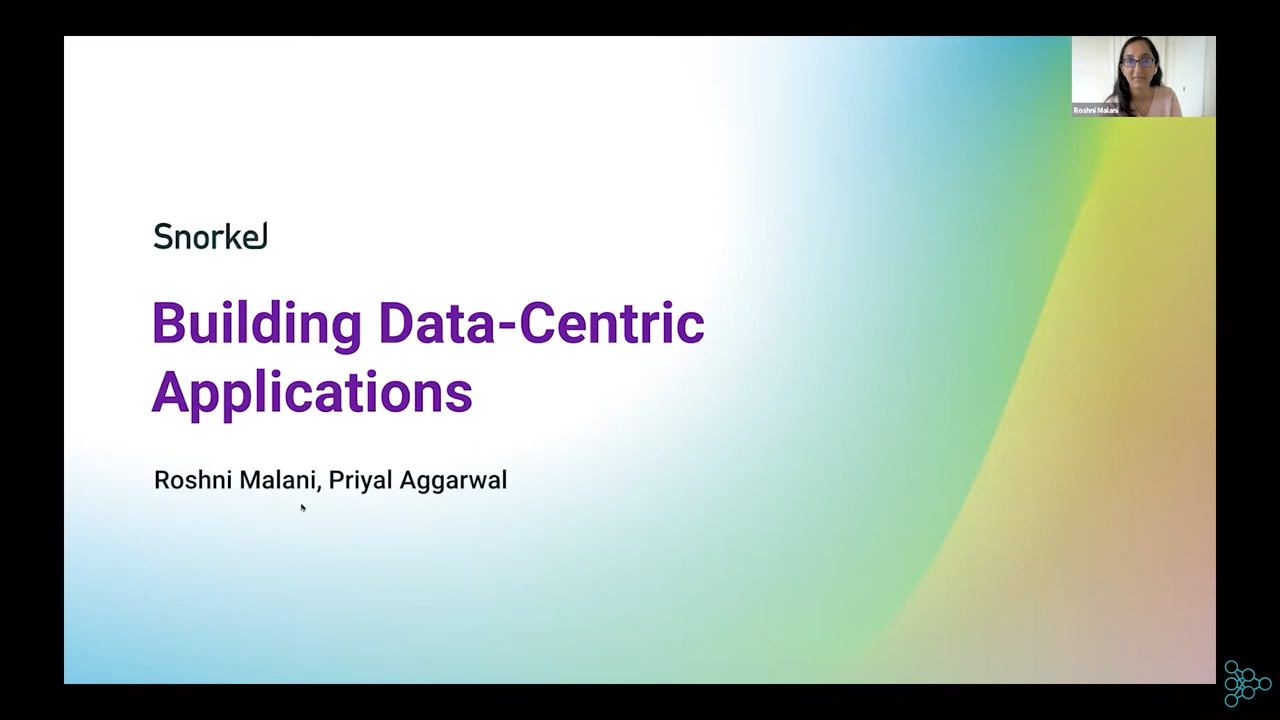 Roshni Malani
Snorkel
Building Data-Centric
Applications
Roshni Malani, Priyal Aggarwal